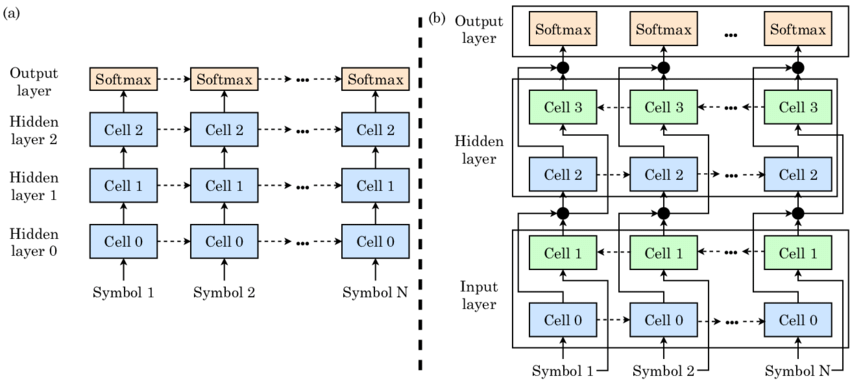 (a)
Output
layer
Softmax Softmax ... Softmax
Hidden
layer 2
Cell 2 Cell 2 ... Cell 2
Hidden
layer 1
Cell 1 Cell 1 ... Cell 1
Hidden
layer 0
Cell 0 Cell 0 ... Cell 0
Symbol 1 Symbol 2 Symbol N
(b)
Output
layer
Softmax Softmax ... Softmax
Cell 3 Cell 3 ... Cell 3
Hidden
layer
Cell 2 Cell 2 ... Cell 2
Cell 1 Cell 1 ... Cell 1
Input
layer
Cell 0 Cell 0 ... Cell 0
Symbol 1 Symbol 2 Symbol N